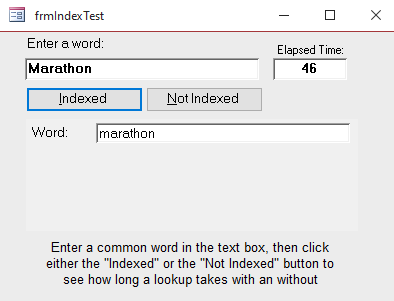 frmIndexTest
Enter a word:
Elapsed Time:
Marathon
46
Indexed
Not Indexed
Word:
marathon
Enter a common word in the text box, then click
either the "Indexed" or the "Not Indexed" button to
see how long a lookup takes with an without